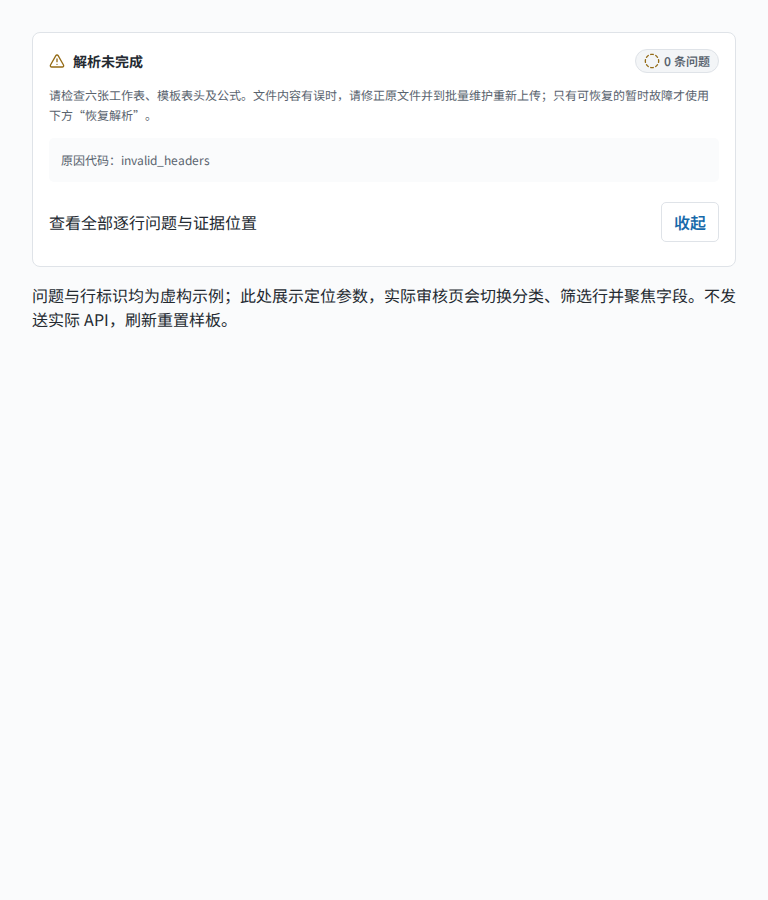 解析未完成
0 条问题
请检查六张工作表、模板表头及公式。文件内容有误时，请修正原文件并到批量维护重新上传；只有可恢复的暂时故障才使用
下方“恢复解析”。
原因代码：invalid_headers
查看全部逐行问题与证据位置
收起
问题与行标识均为虚构示例；此处展示定位参数，实际审核页会切换分类、筛选行并聚焦字段。不发
送实际 API，刷新重置样板。